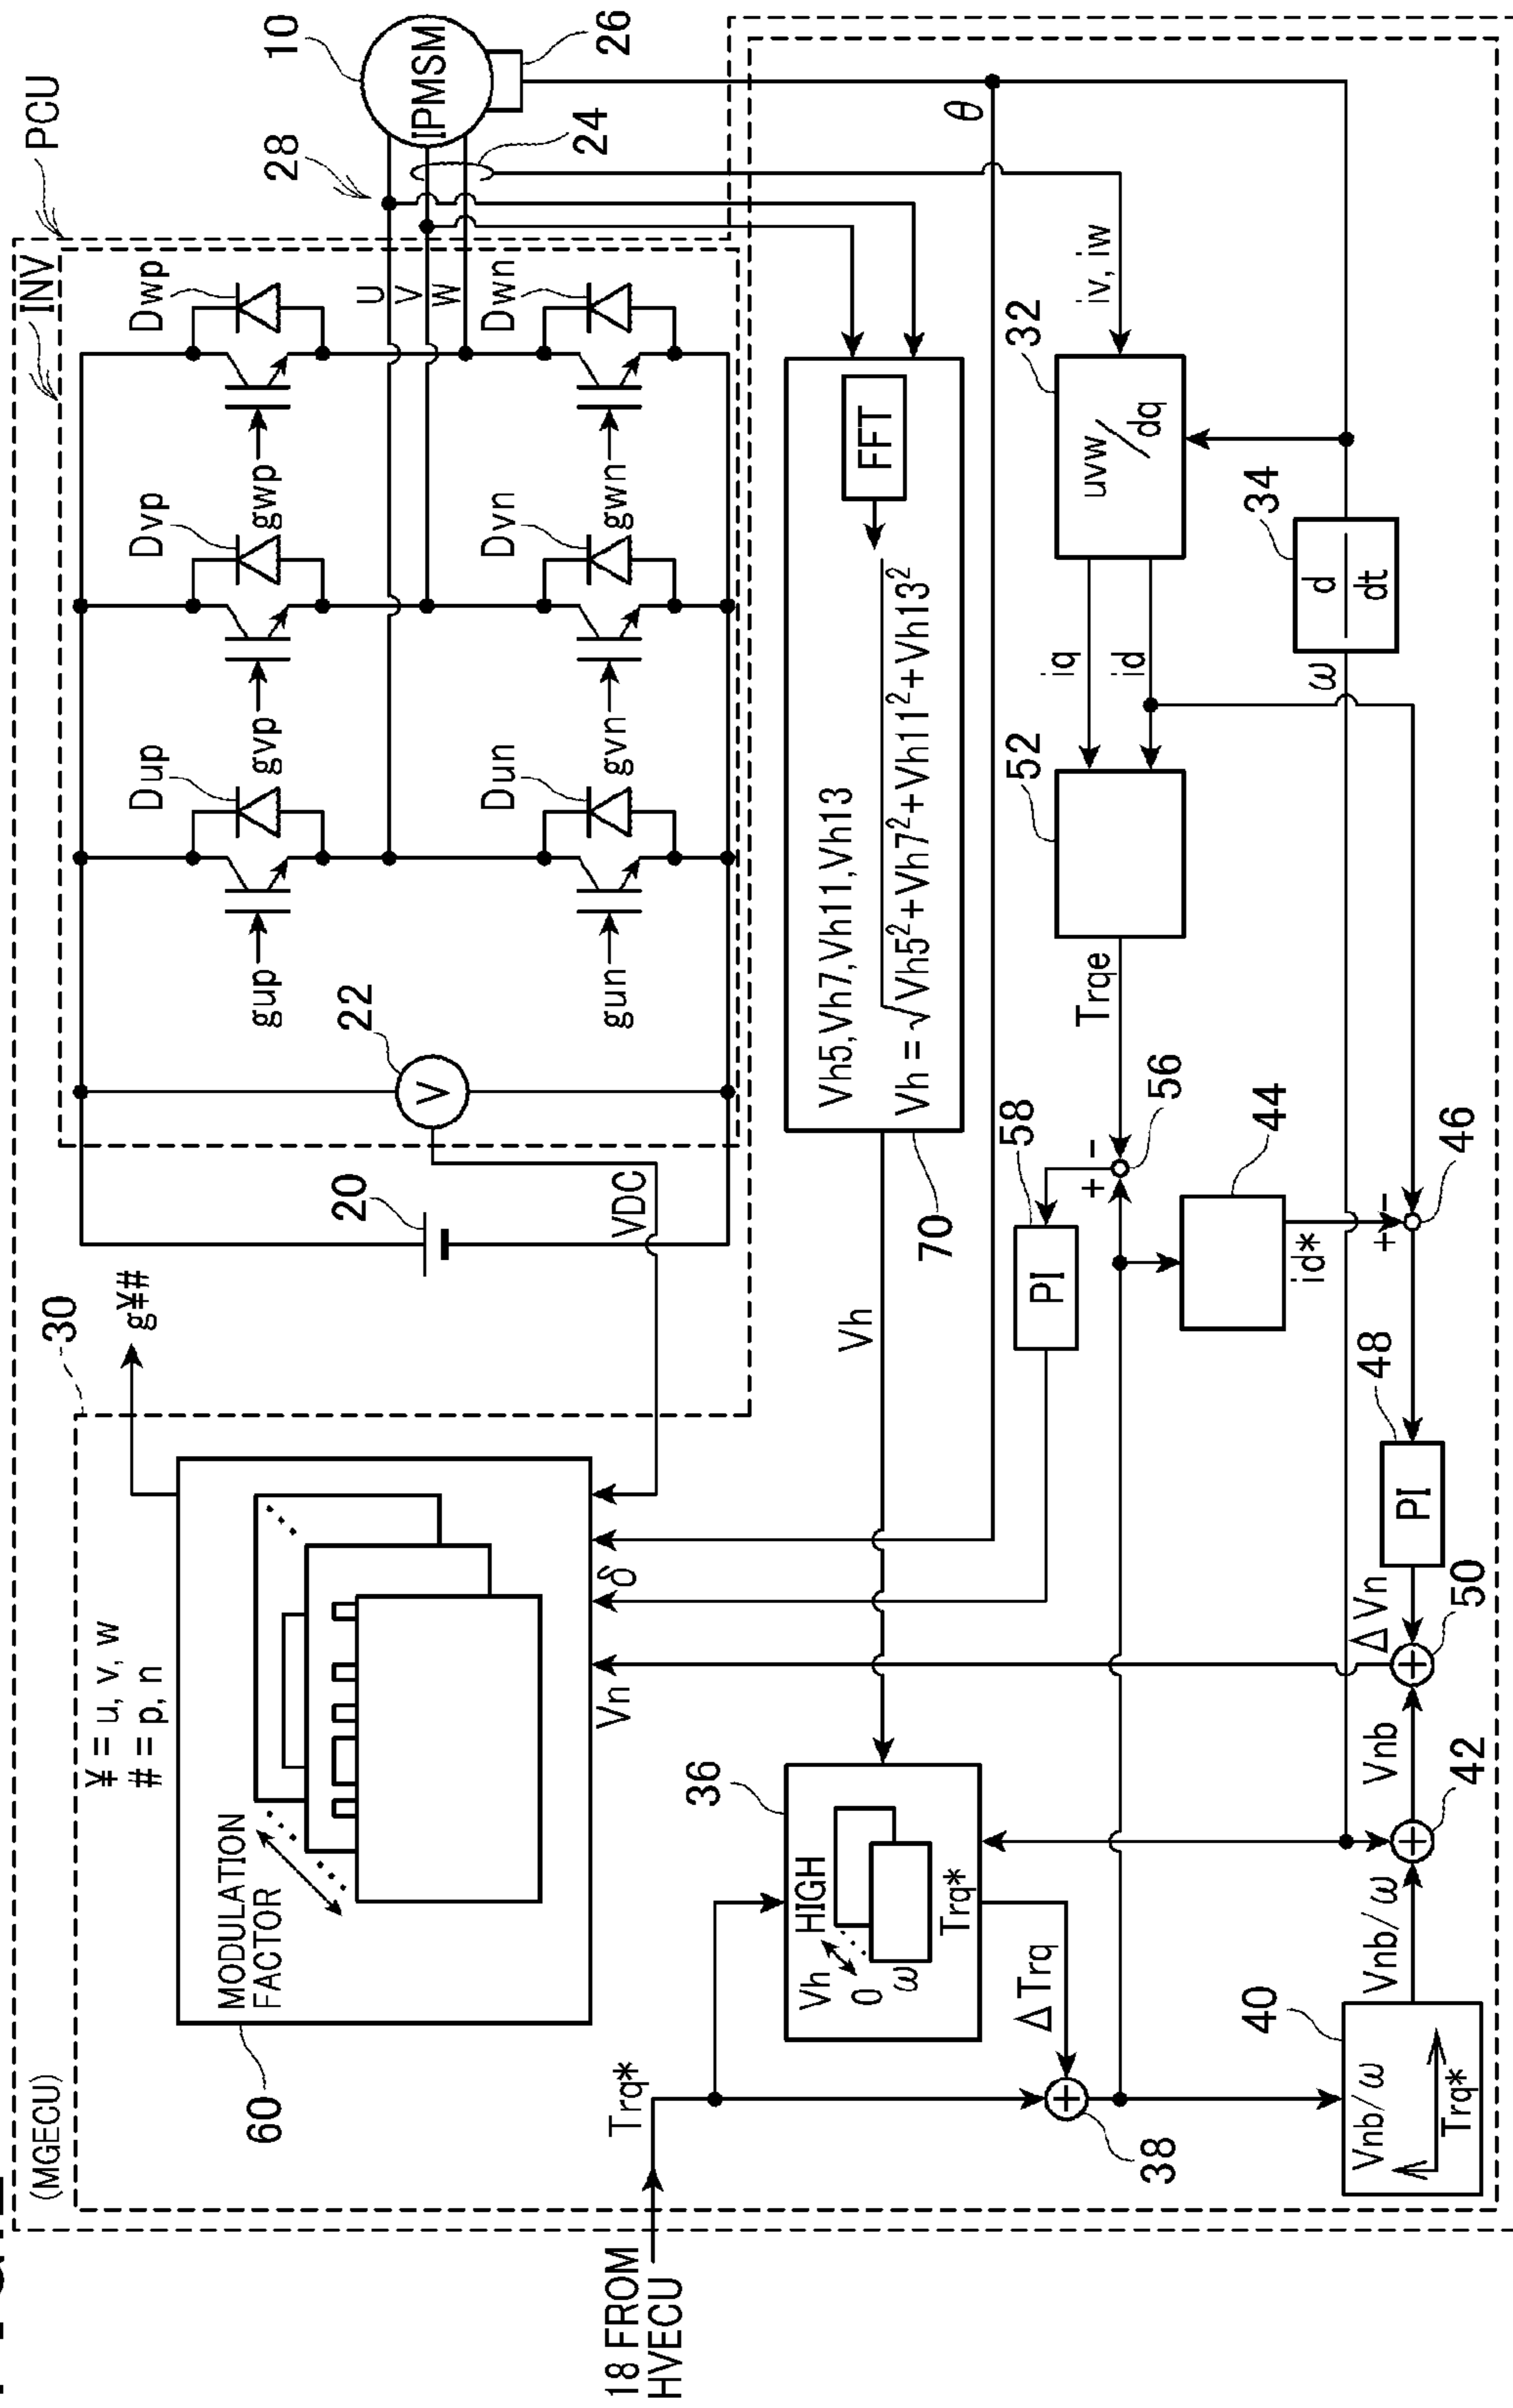 PCU
INV
10
IPMSM
26
28
24
U
V
W
Dup
Dvp
Dwp
gup
gvp
gwp
Dun
Dvn
Dwn
gun
gvn
gwn
22
V
20
VDC
30
g¥##
(MGECU)
¥ = u, v, w
# = p, n
MODULATION
FACTOR
60
Vn
δ
θ
Vh5, Vh7, Vh11, Vh13
FFT
Vh = √Vh5²+Vh7²+Vh11²+Vh13²
70
Vh
36
HIGH
Vh
0
ω
Trq*
ΔTrq
18 FROM
HVECU
Trq*
+
38
58
PI
+
-
56
Trqe
52
iq
id
32
uvw/dq
iv, iw
34
d
dt
ω
44
id*
+
-
46
48
PI
ΔVn
50
+
Vnb
42
+
Vnb/ω
40
Vnb/ω
Trq*